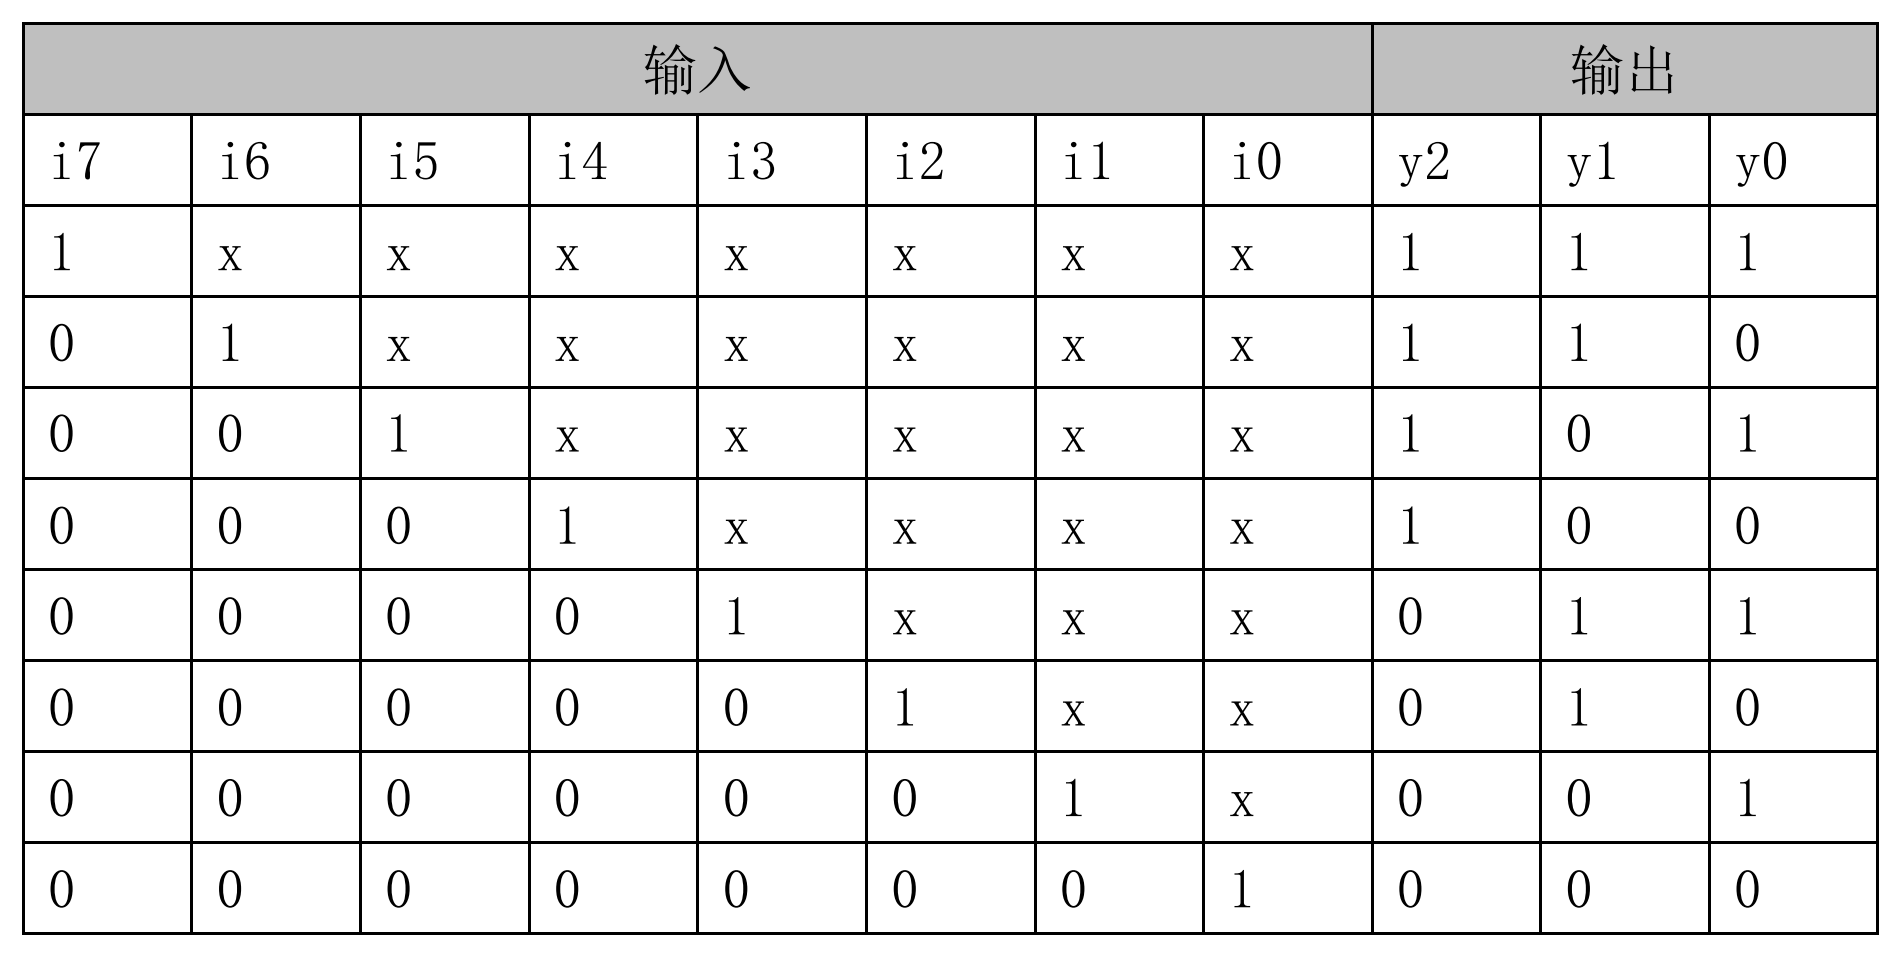 输入 输出
i7 i6 i5 i4 i3 i2 i1 i0 y2 y1 y0
1 x x x x x x x 1 1 1
0 1 x x x x x x 1 1 0
0 0 1 x x x x x 1 0 1
0 0 0 1 x x x x 1 0 0
0 0 0 0 1 x x x 0 1 1
0 0 0 0 0 1 x x 0 1 0
0 0 0 0 0 0 1 x 0 0 1
0 0 0 0 0 0 0 1 0 0 0